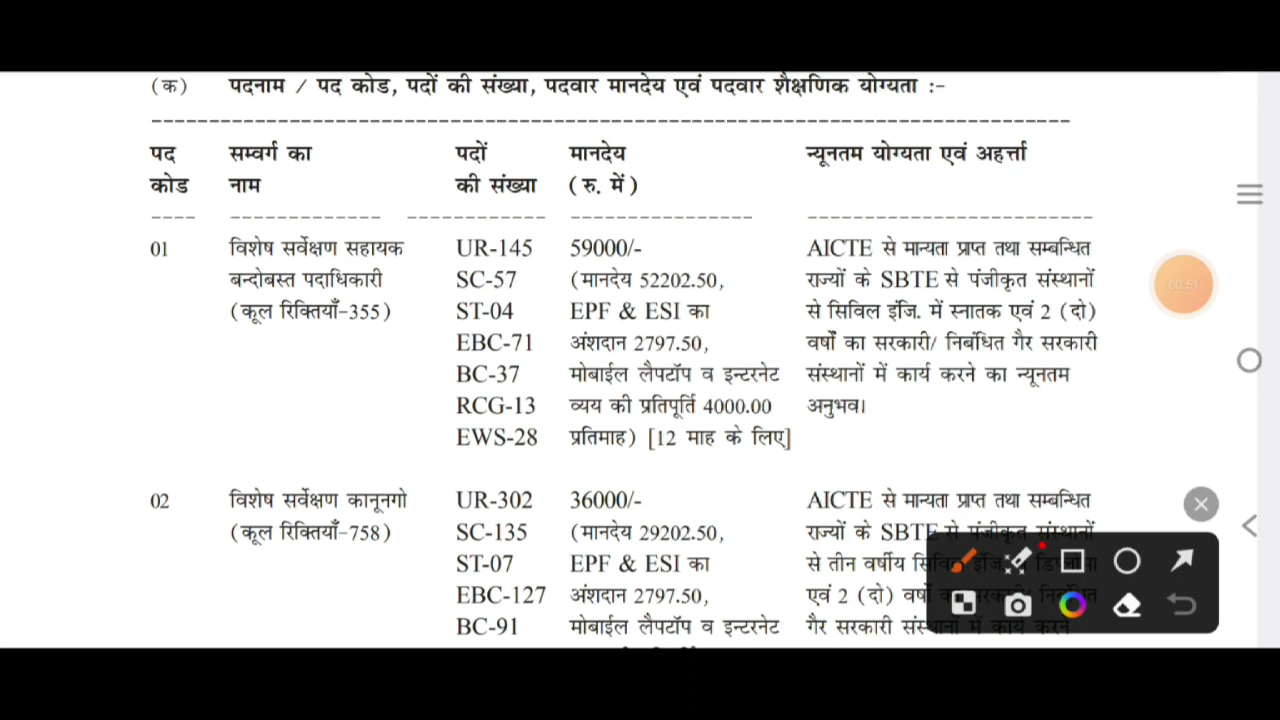 (क) पदनाम / पद कोड, पदों की संख्या, पदवार मानदेय एवं पदवार शैक्षणिक योग्यता :-
पद सम्वर्ग का पदों मानदेय न्यूनतम योग्यता एवं अहर्त्ता
कोड नाम की संख्या (रु. में)
01 विशेष सर्वेक्षण सहायक UR-145 59000/- AICTE से मान्यता प्राप्त तथा सम्बन्धित
बन्दोबस्त पदाधिकारी SC-57 (मानदेय 52202.50, राज्यों के SBTE से पंजीकृत संस्थानों
(कूल रिक्तियाँ-355) ST-04 EPF & ESI का से सिविल इंजि. में स्नातक एवं 2 (दो)
EBC-71 अंशदान 2797.50, वर्षों का सरकारी/ निबंधित गैर सरकारी
BC-37 मोबाईल लैपटॉप व इन्टरनेट संस्थानों में कार्य करने का न्यूनतम
RCG-13 व्यय की प्रतिपूर्ति 4000.00 अनुभव।
EWS-28 प्रतिमाह) [12 माह के लिए]
02 विशेष सर्वेक्षण कानूनगो UR-302 36000/- AICTE से मान्यता प्राप्त तथा सम्बन्धित
(कूल रिक्तियाँ-758) SC-135 (मानदेय 29202.50, राज्यों के SBTE से पंजीकृत संस्थानों
ST-07 EPF & ESI का से तीन वर्षीय सिविल इंजि.
EBC-127 अंशदान 2797.50, एवं 2 (दो) वर्षों
BC-91 मोबाईल लैपटॉप व इन्टरनेट गैर सरकारी संस्थानों में कार्य करने
00:51